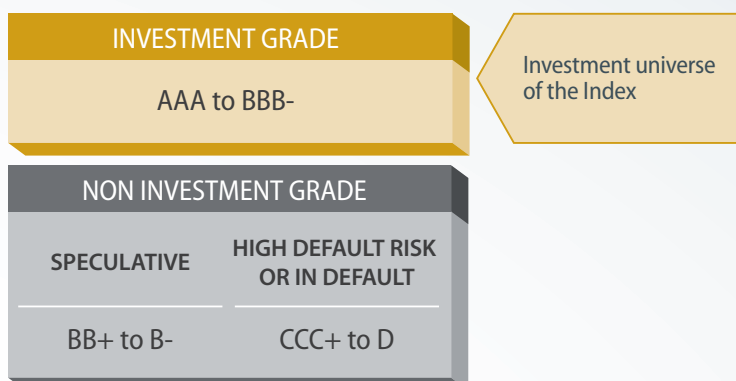 INVESTMENT GRADE
AAA to BBB-
Investment universe
of the Index
NON INVESTMENT GRADE
SPECULATIVE
BB+ to B-
HIGH DEFAULT RISK
OR IN DEFAULT
CCC+ to D